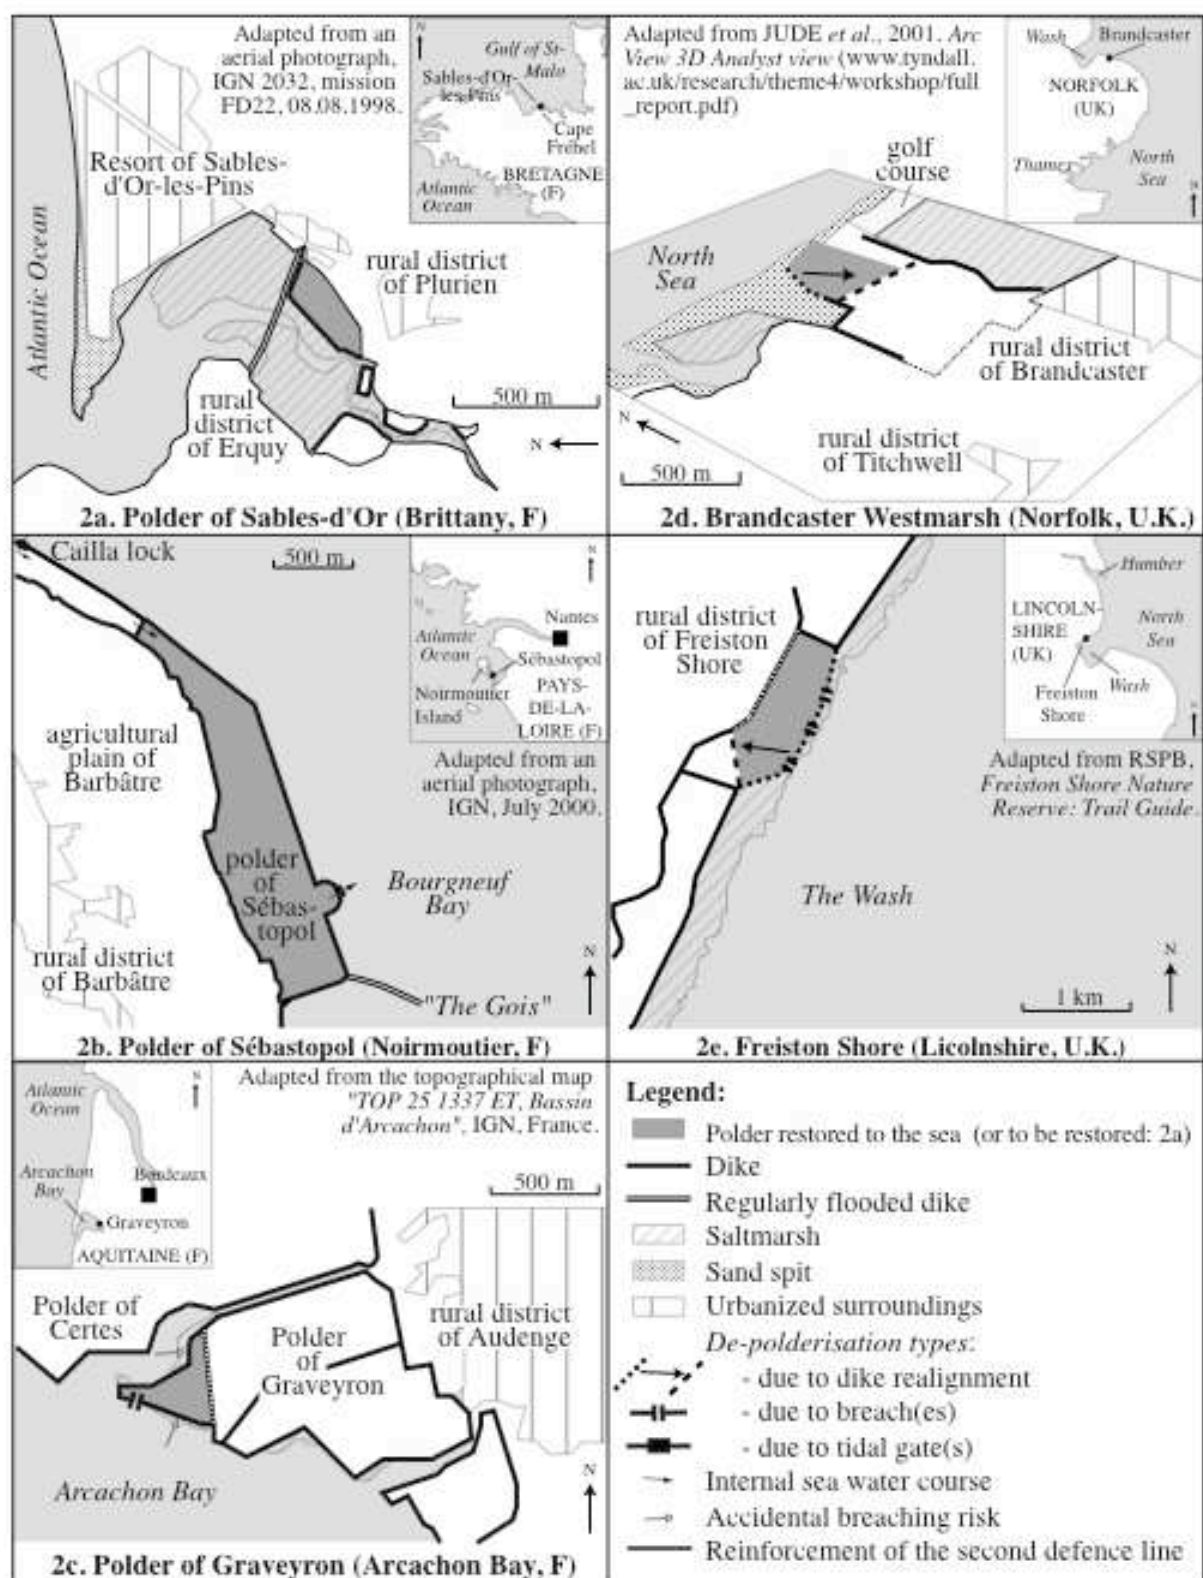 Adapted from an
aerial photograph,
IGN 2032, mission
FD22, 08.08.1998.
Gulf of St-
Malo
Sables-d'Or-
les-Pins
Cape
Fréhel
BRETAGNE
(F)
Atlantic
Ocean
Resort of Sables-
d'Or-les-Pins
Atlantic Ocean
rural district
of Plurien
rural
district
of Erquy
500 m
N
2a. Polder of Sables-d'Or (Brittany, F)
Adapted from JUDE et al., 2001. Arc
View 3D Analyst view (www.tyndall.
ac.uk/research/theme4/workshop/full
_report.pdf)
Wash
Brandcaster
NORFOLK
(UK)
Thames
North
Sea
N
golf
course
North
Sea
rural district
of Brandcaster
rural district
of Titchwell
N
500 m
2d. Brandcaster Westmarsh (Norfolk, U.K.)
Cailla lock
500 m
N
Nantes
Atlantic
Ocean
Sébastopol
Noirmoutier
Island
PAYS-
DE-LA-
LOIRE (F)
Adapted from an
aerial photograph,
IGN, July 2000.
agricultural
plain of
Barbâtre
polder
of
Sébas-
topol
Bourgneuf
Bay
rural district
of Barbâtre
"The Gois"
N
2b. Polder of Sébastopol (Noirmoutier, F)
rural district
of Freiston
Shore
Humber
LINCOLN-
SHIRE
(UK)
North
Sea
Freiston
Shore
Wash
N
Adapted from RSPB,
Freiston Shore Nature
Reserve: Trail Guide.
The Wash
N
1 km
2e. Freiston Shore (Licolnshire, U.K.)
Atlantic
Ocean
N
Arcachon
Bay
Bordeaux
Graveyron
AQUITAINE (F)
Adapted from the topographical map
"TOP 25 1337 ET, Bassin
d'Arcachon", IGN, France.
500 m
Polder of
Certes
Polder
of
Graveyron
rural district
of Audenge
Arcachon Bay
N
2c. Polder of Graveyron (Arcachon Bay, F)
Legend:
Polder restored to the sea (or to be restored: 2a)
Dike
Regularly flooded dike
Saltmarsh
Sand spit
Urbanized surroundings
De-polderisation types:
- due to dike realignment
- due to breach(es)
- due to tidal gate(s)
Internal sea water course
Accidental breaching risk
Reinforcement of the second defence line